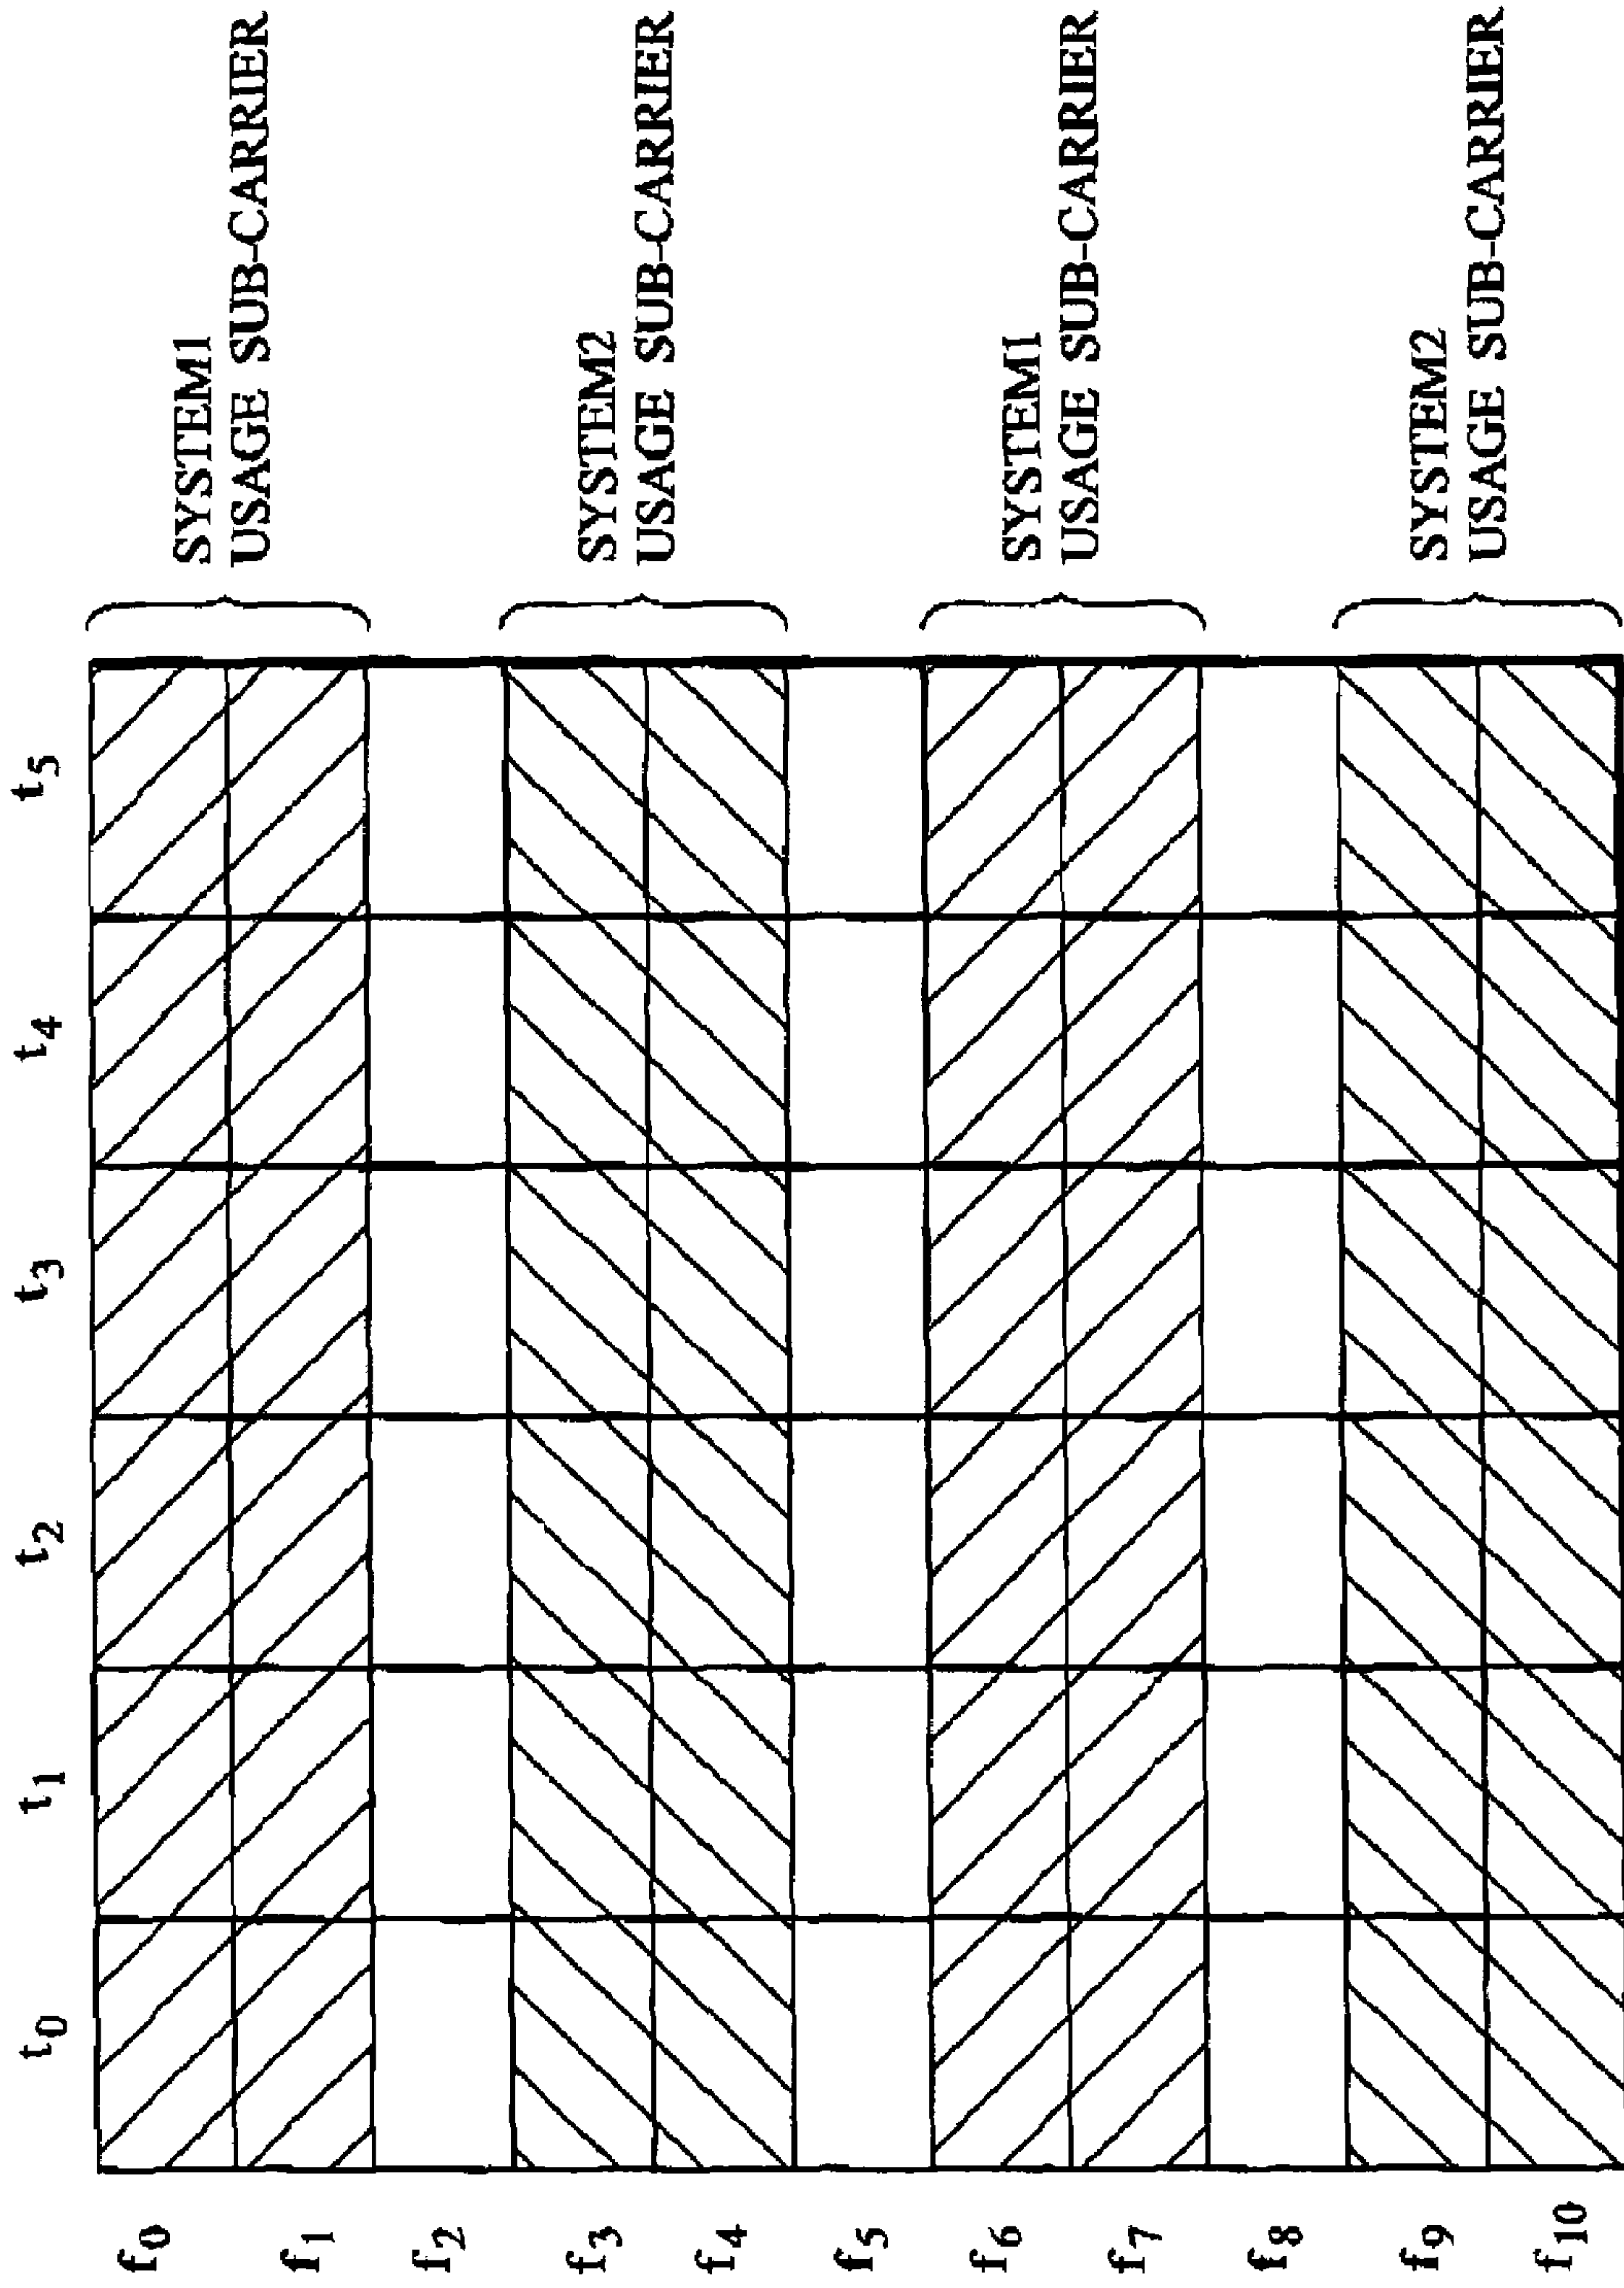 t0 t1 t2 t3 t4 t5
f0
f1
f2
f3
f4
f5
f6
f7
f8
f9
f10
SYSTEM1
USAGE SUB-CARRIER
SYSTEM2
USAGE SUB-CARRIER
SYSTEM1
USAGE SUB-CARRIER
SYSTEM2
USAGE SUB-CARRIER